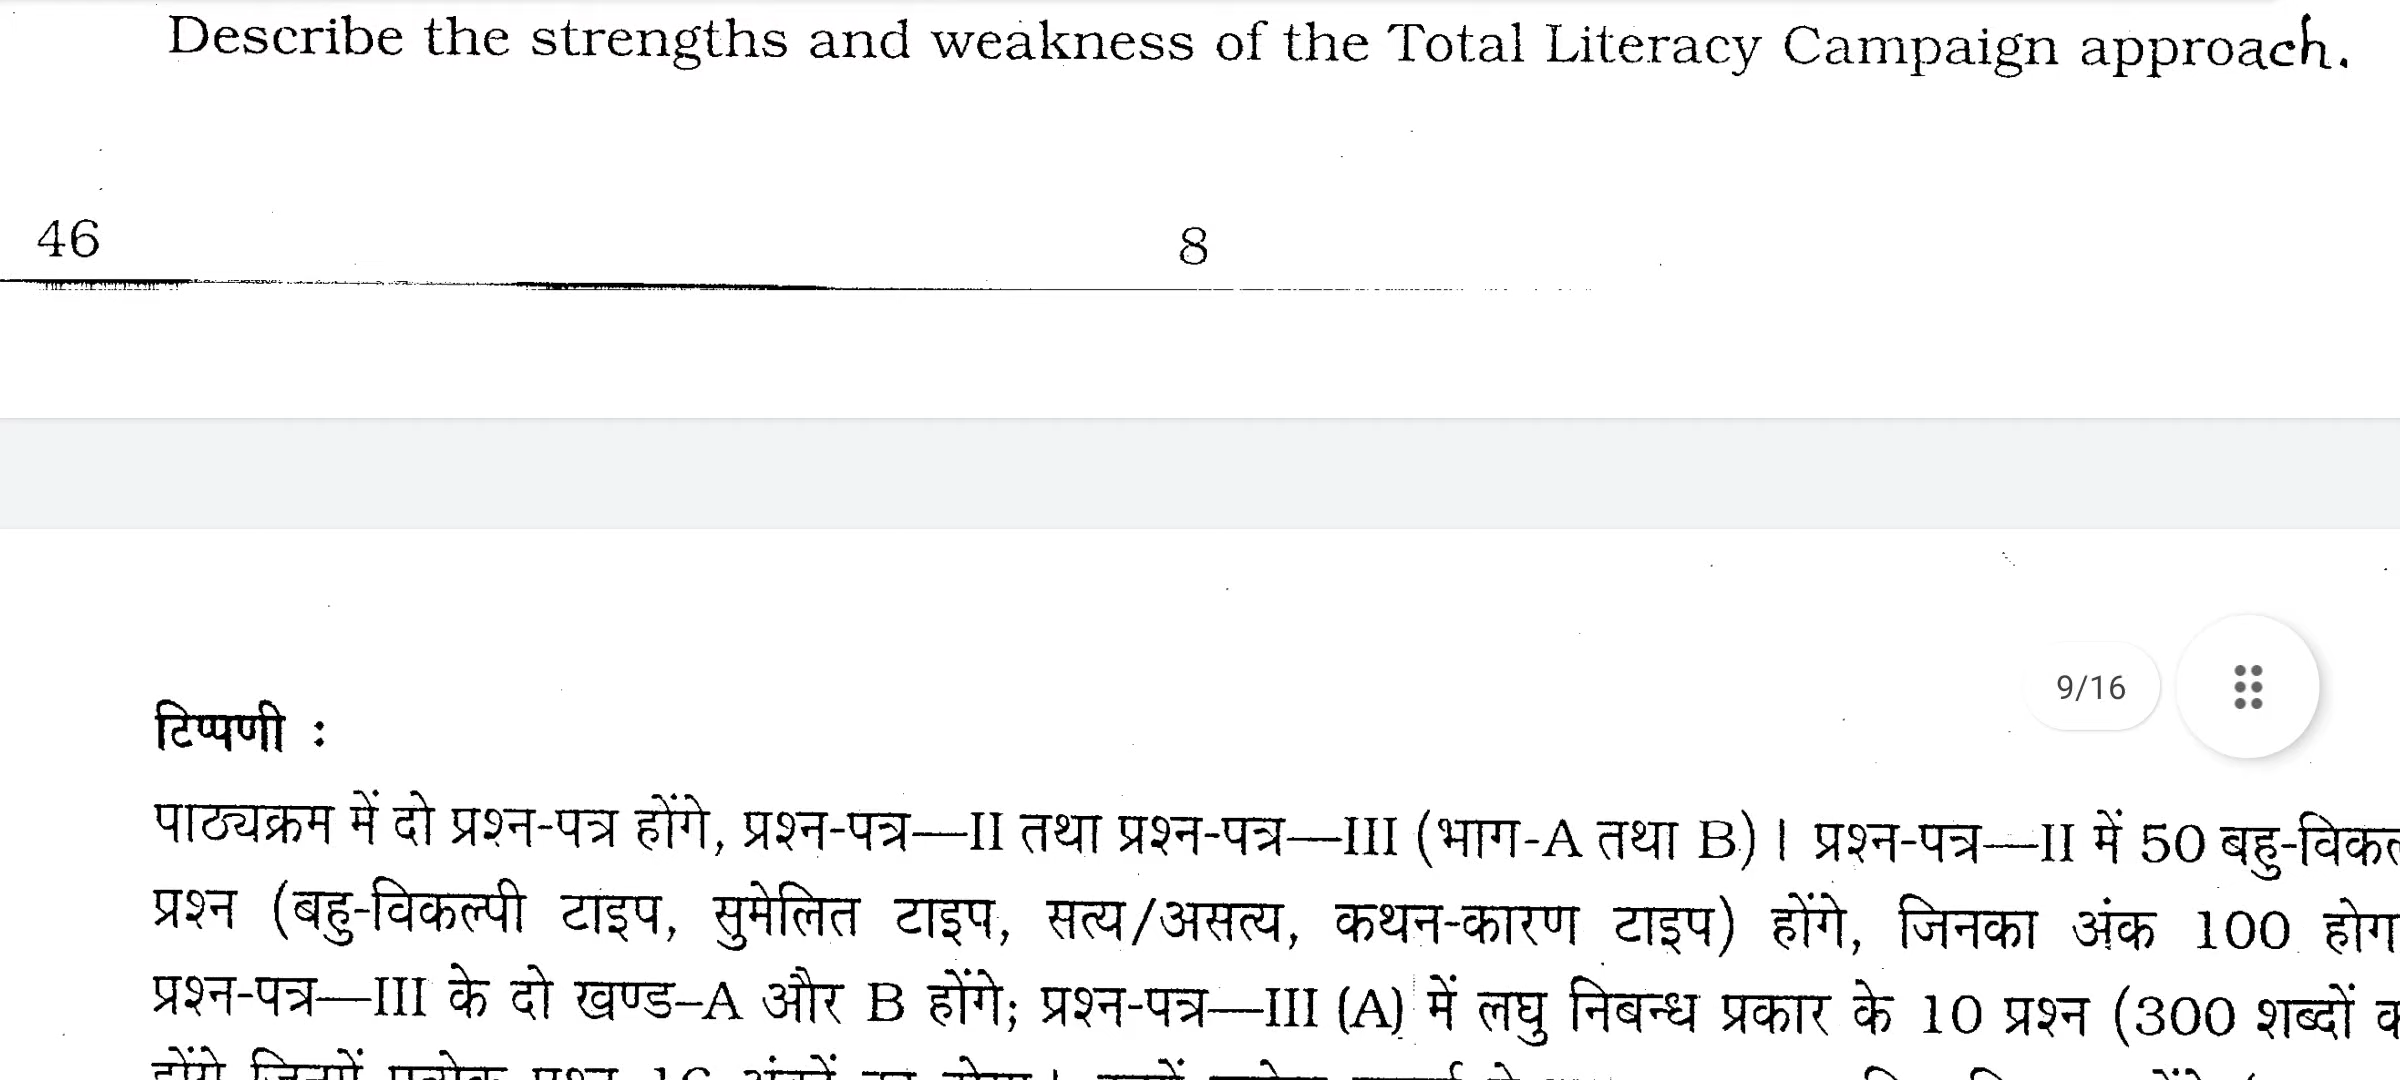 Describe the strengths and weakness of the Total Literacy Campaign approach.
46
8
9/16
टिप्पणी :
पाठ्यक्रम में दो प्रश्न-पत्र होंगे, प्रश्न-पत्र—II तथा प्रश्न-पत्र—III (भाग-A तथा B) । प्रश्न-पत्र—II में 50
प्रश्न (बहु-विकल्पी टाइप, सुमेलित टाइप, सत्य/असत्य, कथन-कारण टाइप) होंगे, जिनका अंक 100
प्रश्न-पत्र—III के दो खण्ड–A और B होंगे; प्रश्न-पत्र—III (A) में लघु निबन्ध प्रकार के 10 प्रश्न (300 शब्दों